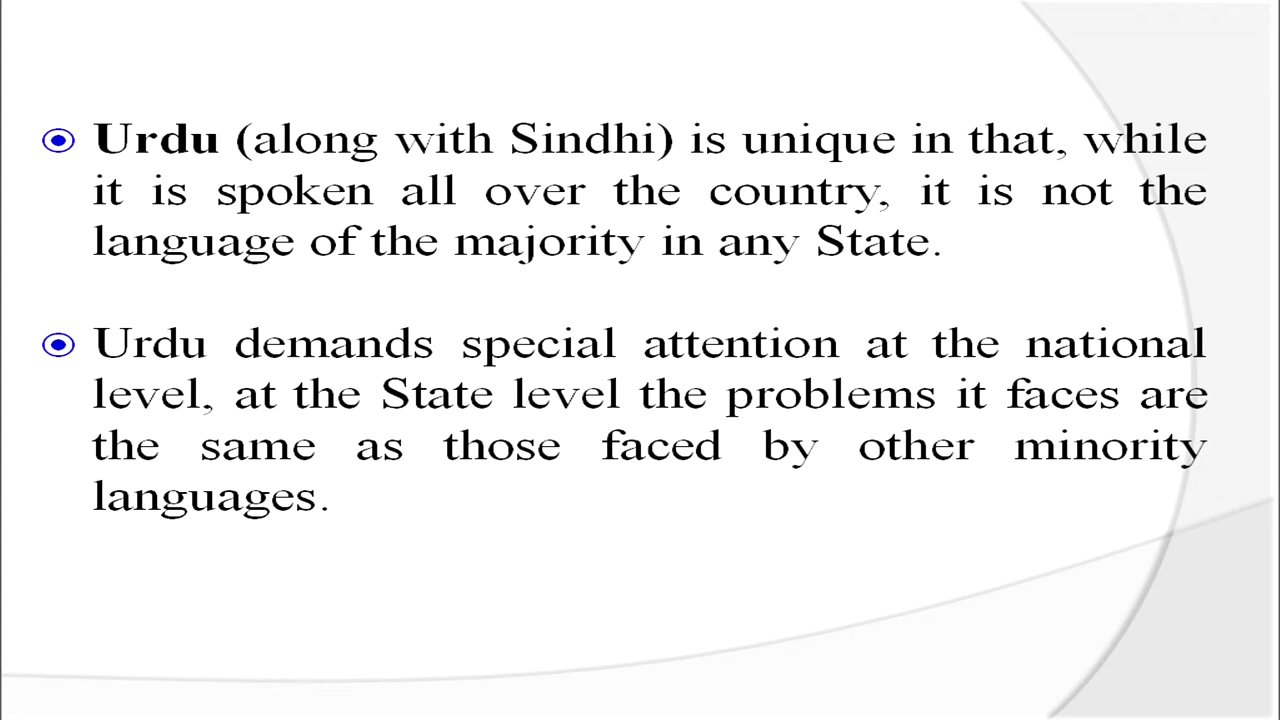 Urdu (along with Sindhi) is unique in that, while
it is spoken all over the country, it is not the
language of the majority in any State.
Urdu demands special attention at the national
level, at the State level the problems it faces are
the same as those faced by other minority
languages.